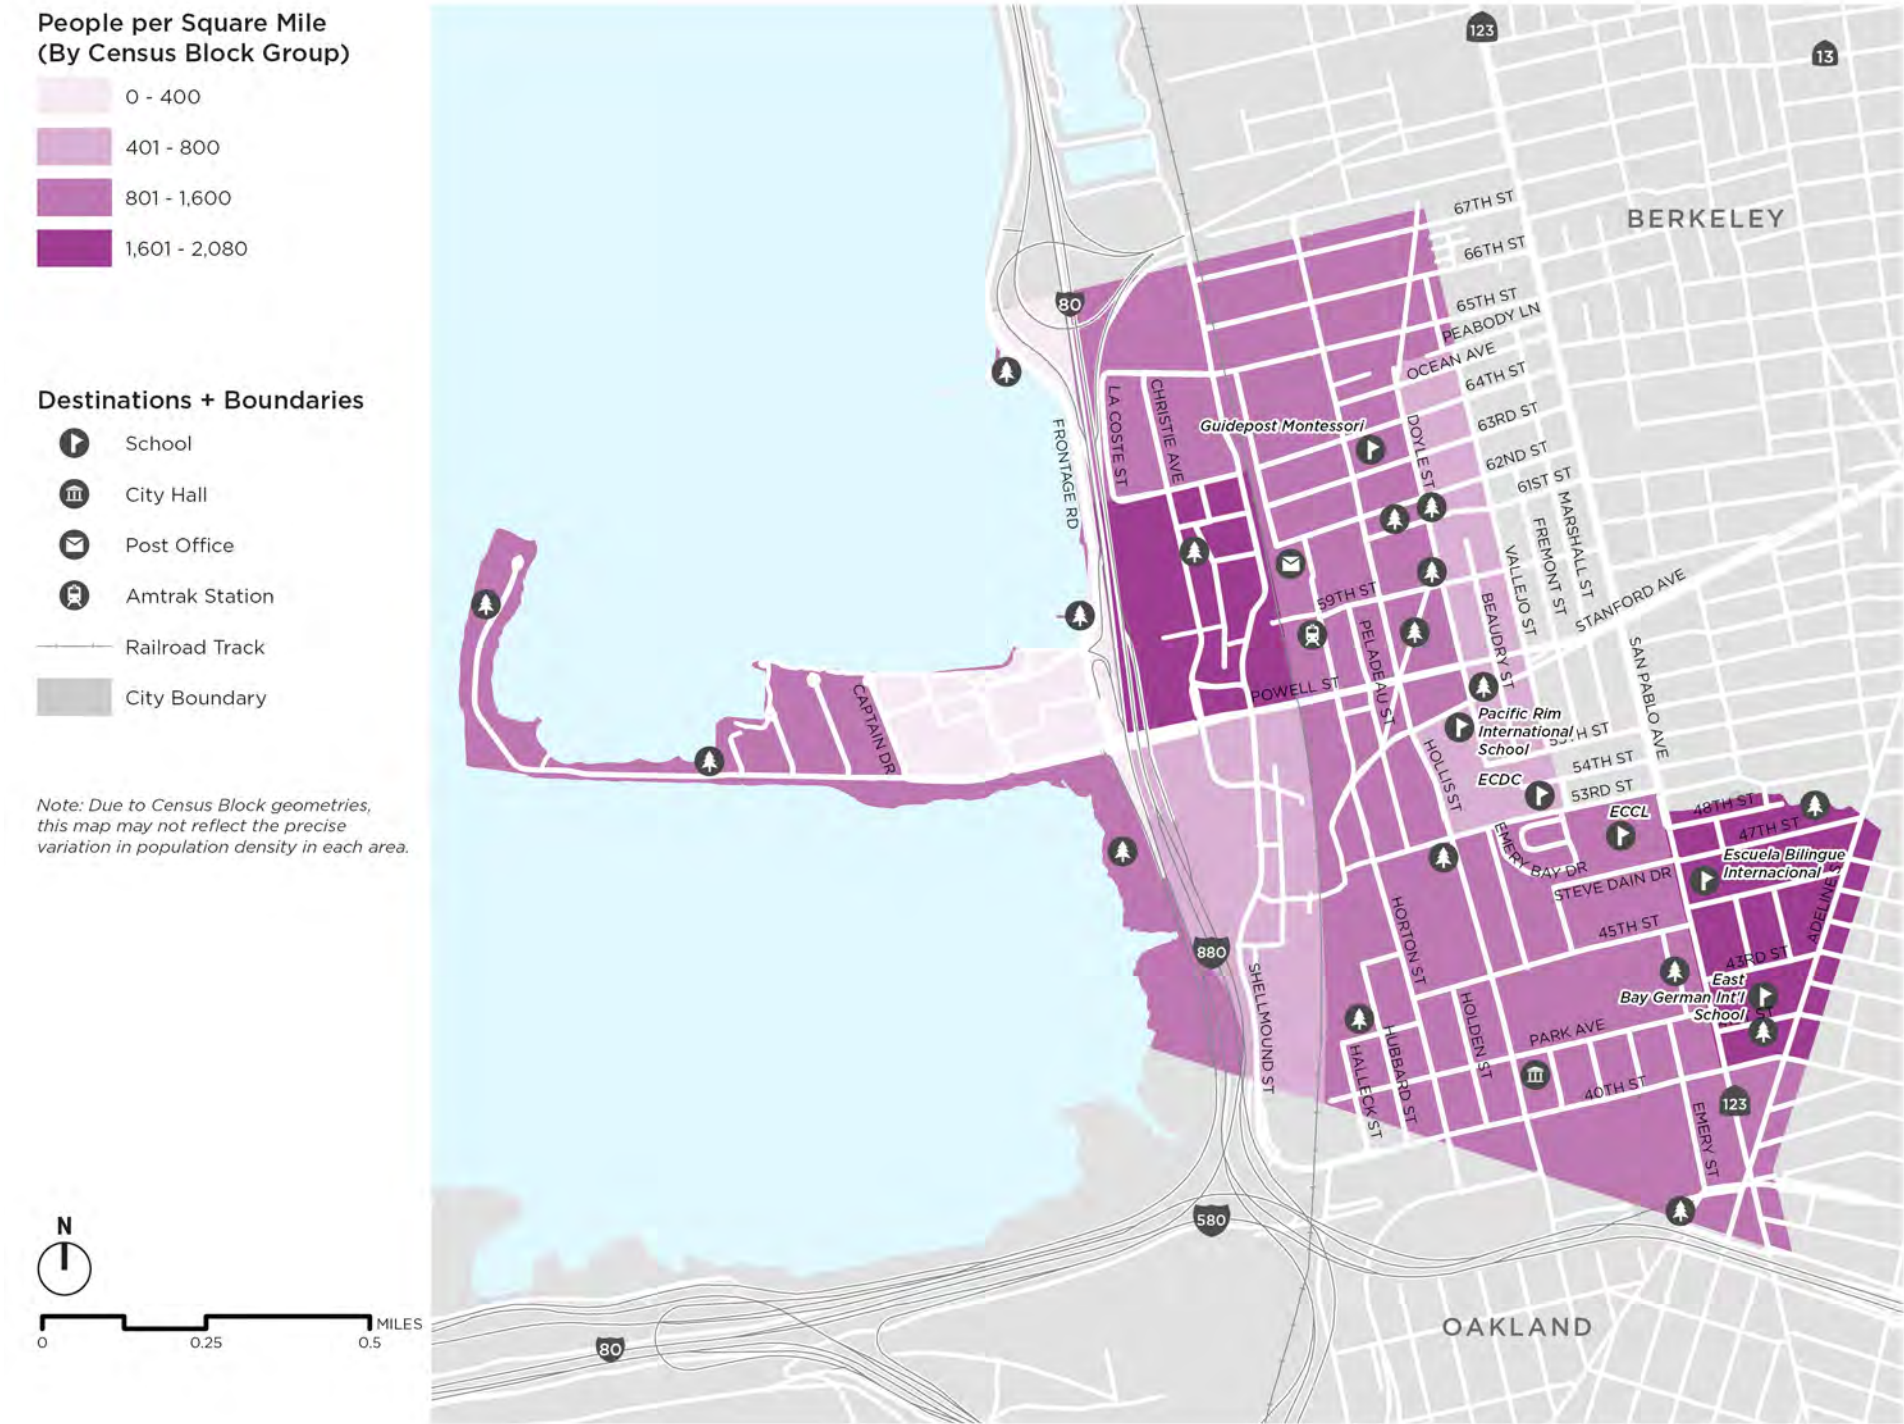 People per Square Mile
(By Census Block Group)
0 - 400
401 - 800
801 - 1,600
1,601 - 2,080
Destinations + Boundaries
School
City Hall
Post Office
Amtrak Station
Railroad Track
City Boundary
Note: Due to Census Block geometries,
this map may not reflect the precise
variation in population density in each area.
N
MILES
0
0.25
0.5
123
13
BERKELEY
67TH ST
66TH ST
65TH ST
PEABODY LN
OCEAN AVE
64TH ST
63RD ST
62ND ST
61ST ST
80
LA COSTE ST
CHRISTIE AVE
FRONTAGE RD
Guidepost Montessori
DOYLE ST
MARSHALL ST
FREMONT ST
VALLEJO ST
BEAUDRY ST
STANFORD AVE
SAN PABLO AVE
59TH ST
PELADEAU ST
POWELL ST
CAPTAIN DR
Pacific Rim
International
School
54TH ST
53RD ST
HOLLIS ST
ECDC
ECCL
EMERY BAY DR
STEVE DAIN DR
48TH ST
47TH ST
Escuela Bilingue
Internacional
ADELINE S
45TH ST
43RD ST
HORTON ST
East
Bay German Int'l
School
880
SHELLMOUND ST
HOLDEN ST
PARK AVE
HUBBARD ST
HALLECK ST
40TH ST
EMERY ST
123
580
80
OAKLAND